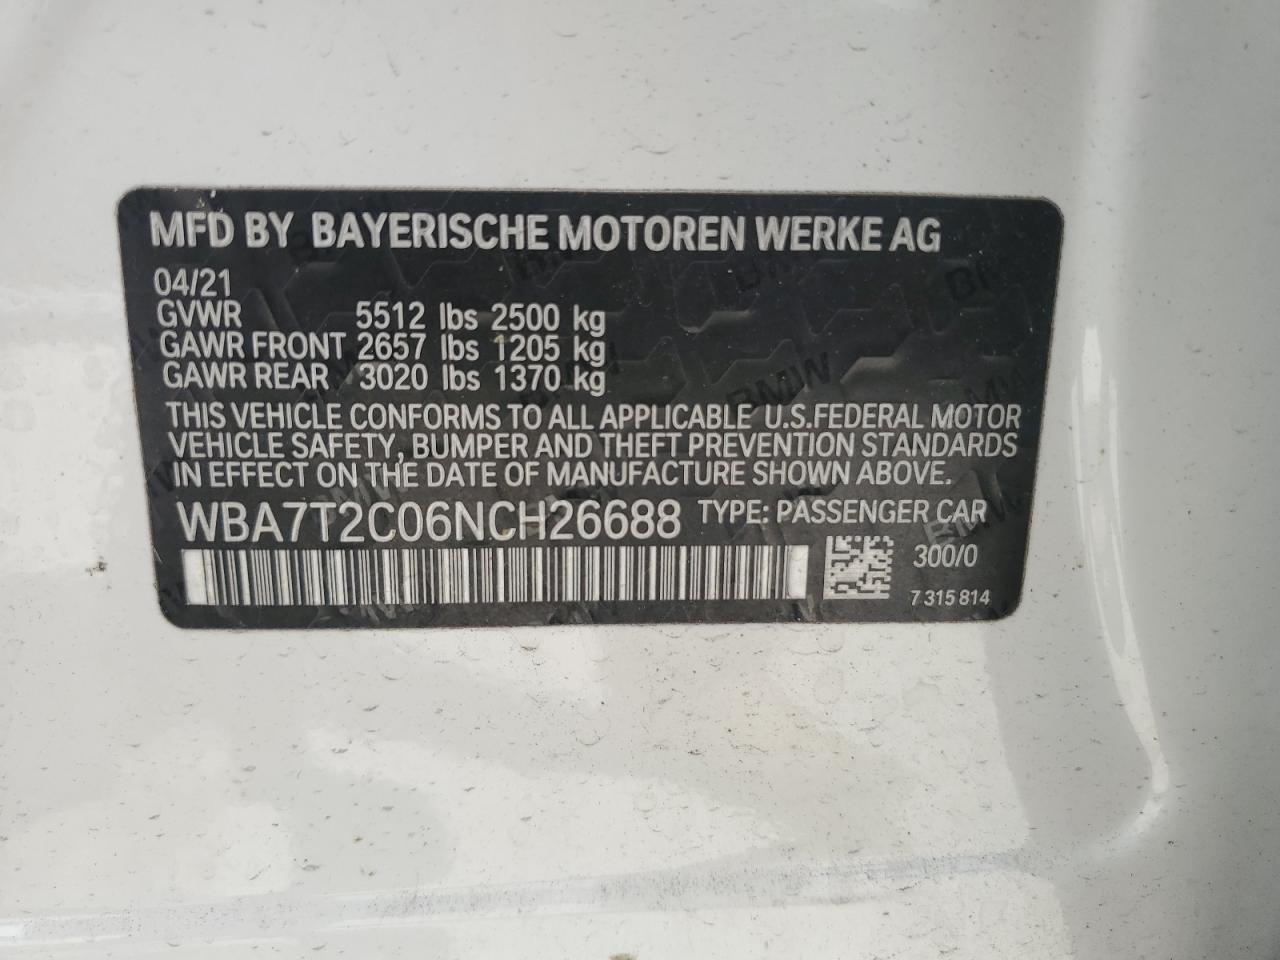 MFD BY BAYERISCHE MOTOREN WERKE AG
04/21
GVWR 5512 lbs 2500 kg
GAWR FRONT 2657 lbs 1205 kg
GAWR REAR 3020 lbs 1370 kg
THIS VEHICLE CONFORMS TO ALL APPLICABLE U.S.FEDERAL MOTOR
VEHICLE SAFETY, BUMPER AND THEFT PREVENTION STANDARDS
IN EFFECT ON THE DATE OF MANUFACTURE SHOWN ABOVE.
WBA7T2C06NCH26688 TYPE: PASSENGER CAR
300/0
7 315 814